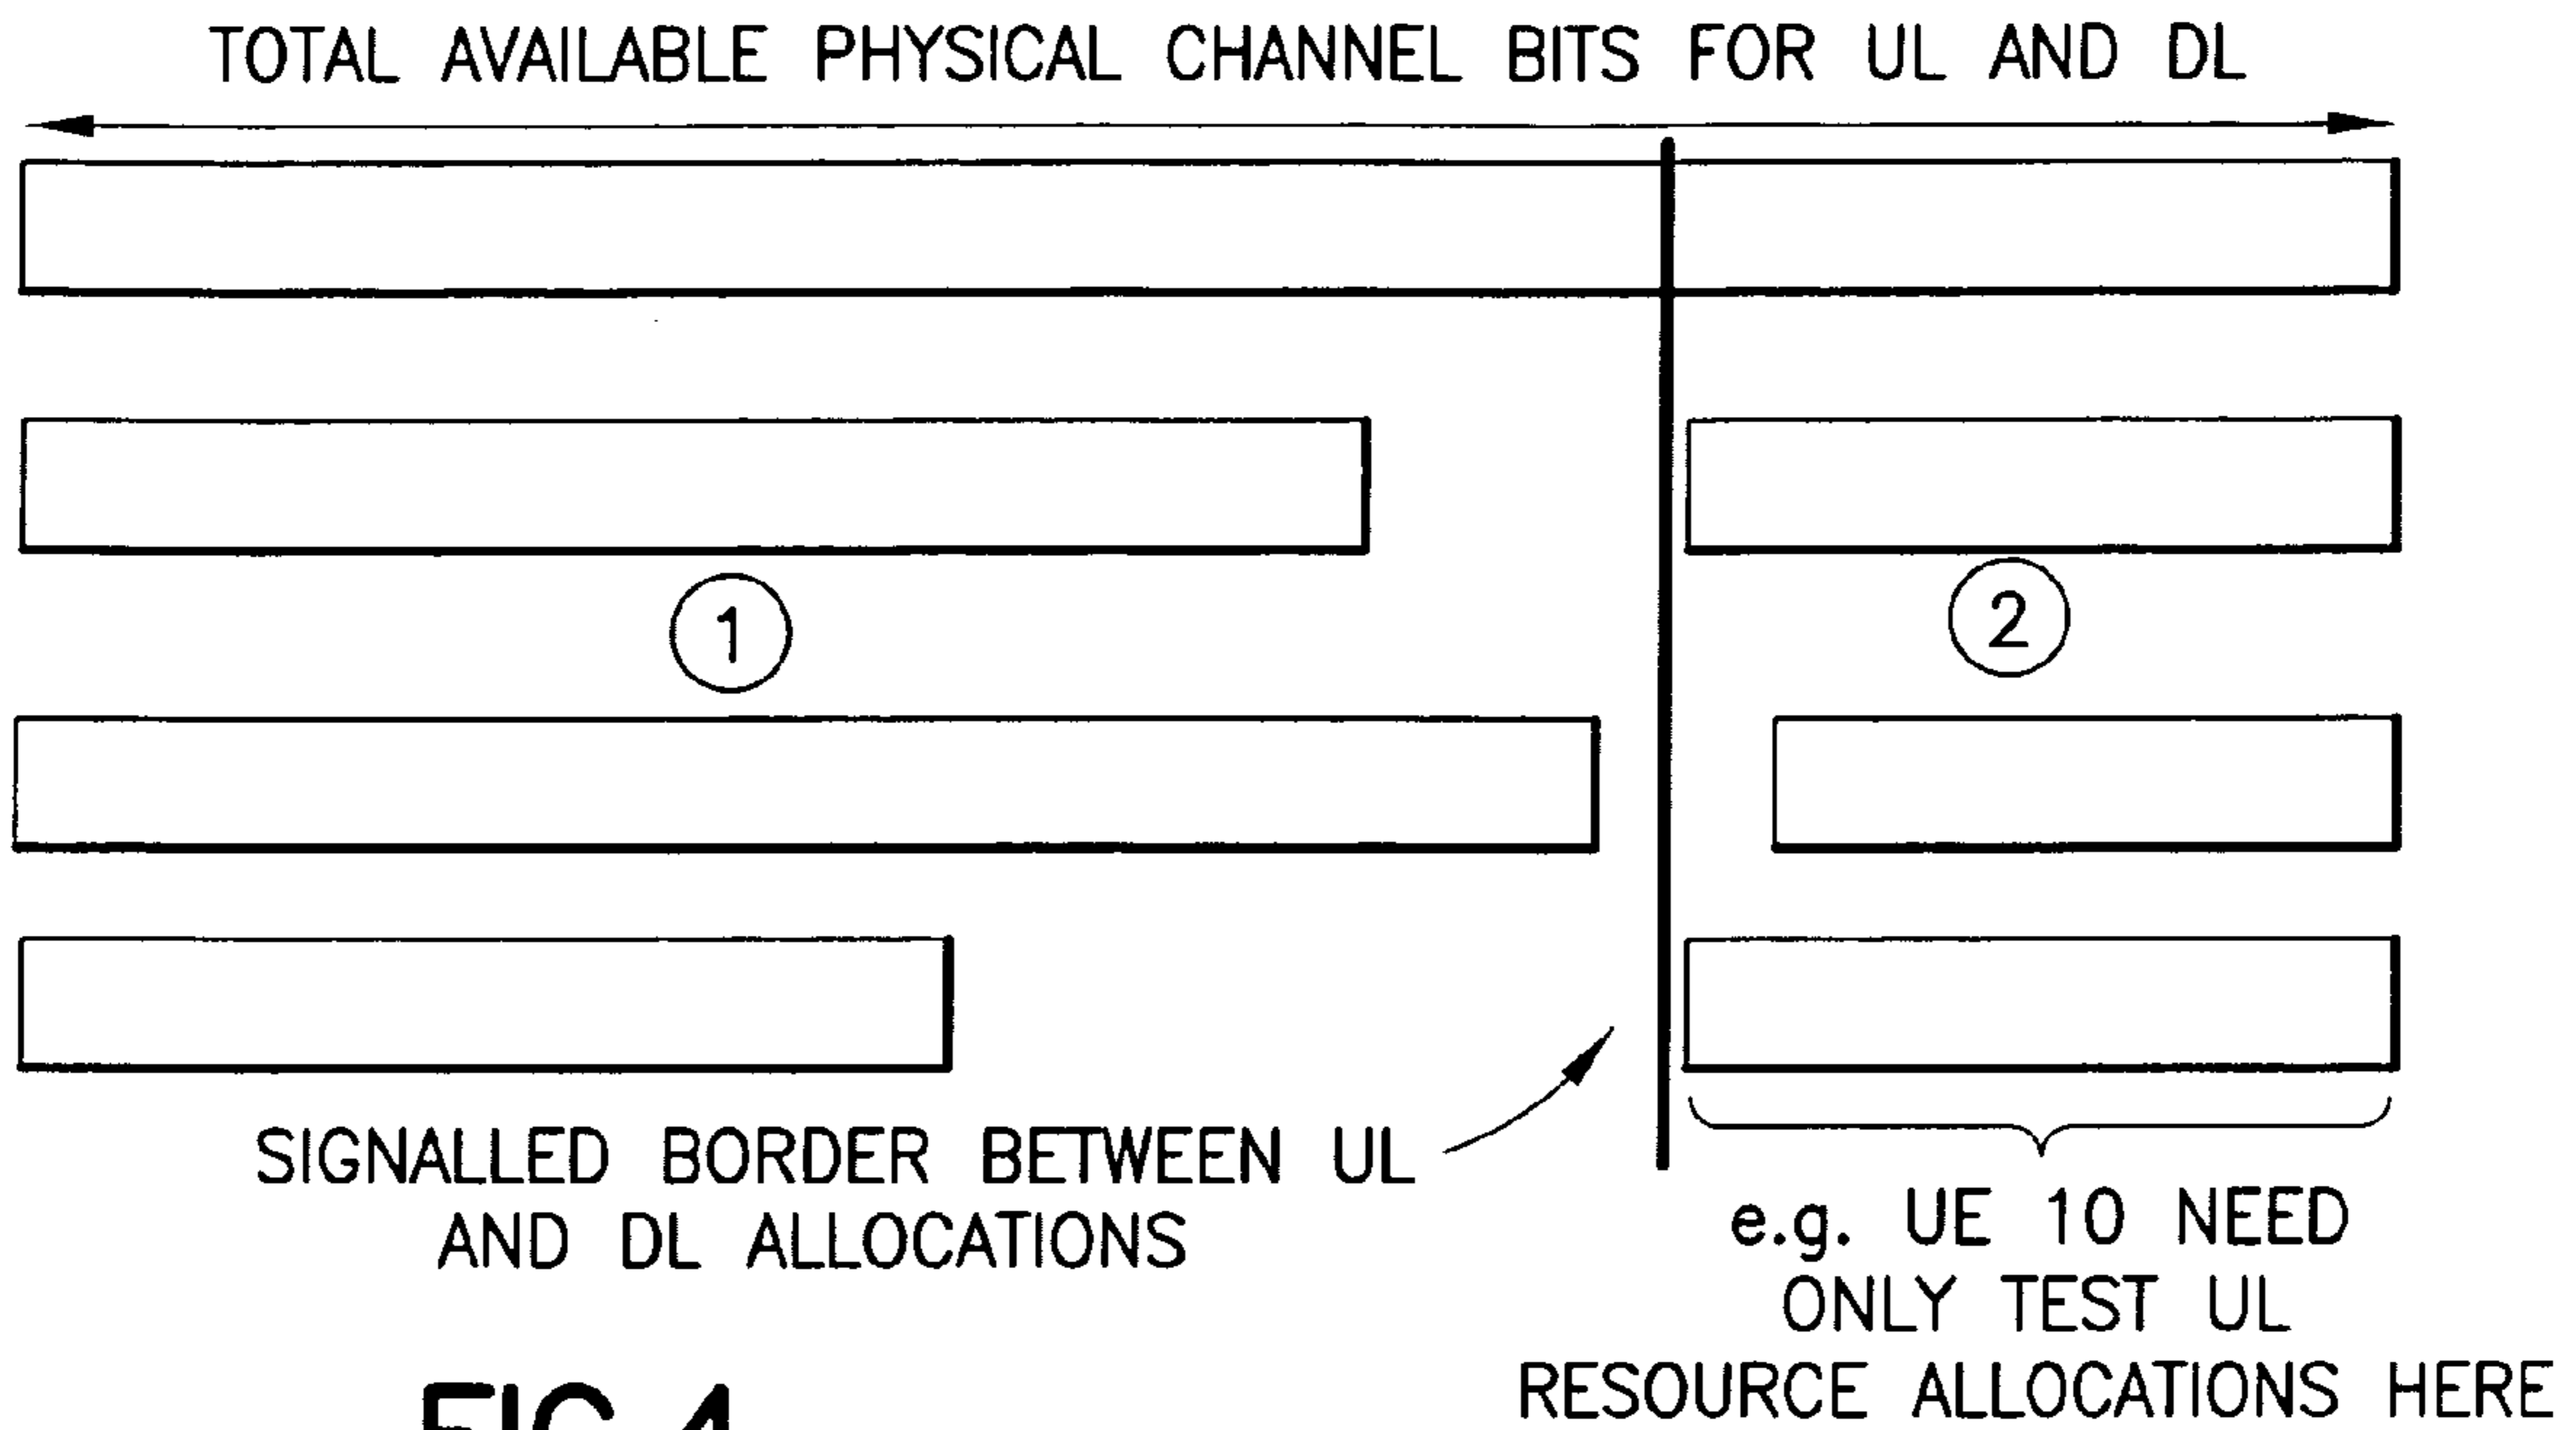 TOTAL AVAILABLE PHYSICAL CHANNEL BITS FOR UL AND DL
1
2
SIGNALLED BORDER BETWEEN UL
AND DL ALLOCATIONS
e.g. UE 10 NEED
ONLY TEST UL
RESOURCE ALLOCATIONS HERE